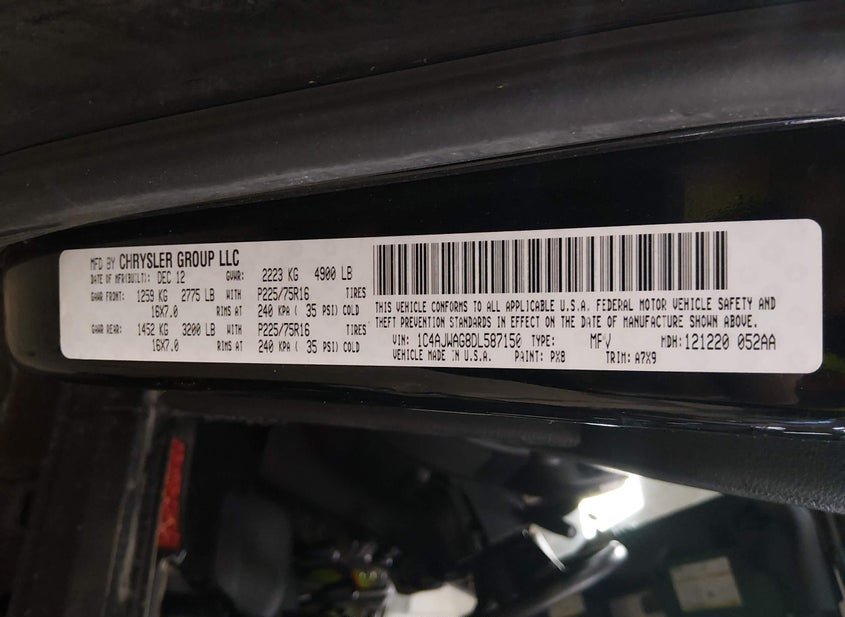 MFD BY CHRYSLER GROUP LLC
DATE OF MFR(BUILT): DEC 12 GVWR: 2223 KG 4900 LB
GAWR FRONT: 1259 KG 2775 LB WITH P225/75R16 TIRES
16X7.0 RIMS AT 240 KPA ( 35 PSI) COLD
GAWR REAR: 1452 KG 3200 LB WITH P225/75R16 TIRES
16X7.0 RIMS AT 240 KPA ( 35 PSI) COLD
THIS VEHICLE CONFORMS TO ALL APPLICABLE U.S.A. FEDERAL MOTOR VEHICLE SAFETY AND
THEFT PREVENTION STANDARDS IN EFFECT ON THE DATE OF MANUFACTURE SHOWN ABOVE.
VIN: 1C4AJWAG8DL587150 TYPE: MPV MDH: 121220 052AA
VEHICLE MADE IN U.S.A. PAINT: PX8 TRIM: A7X9